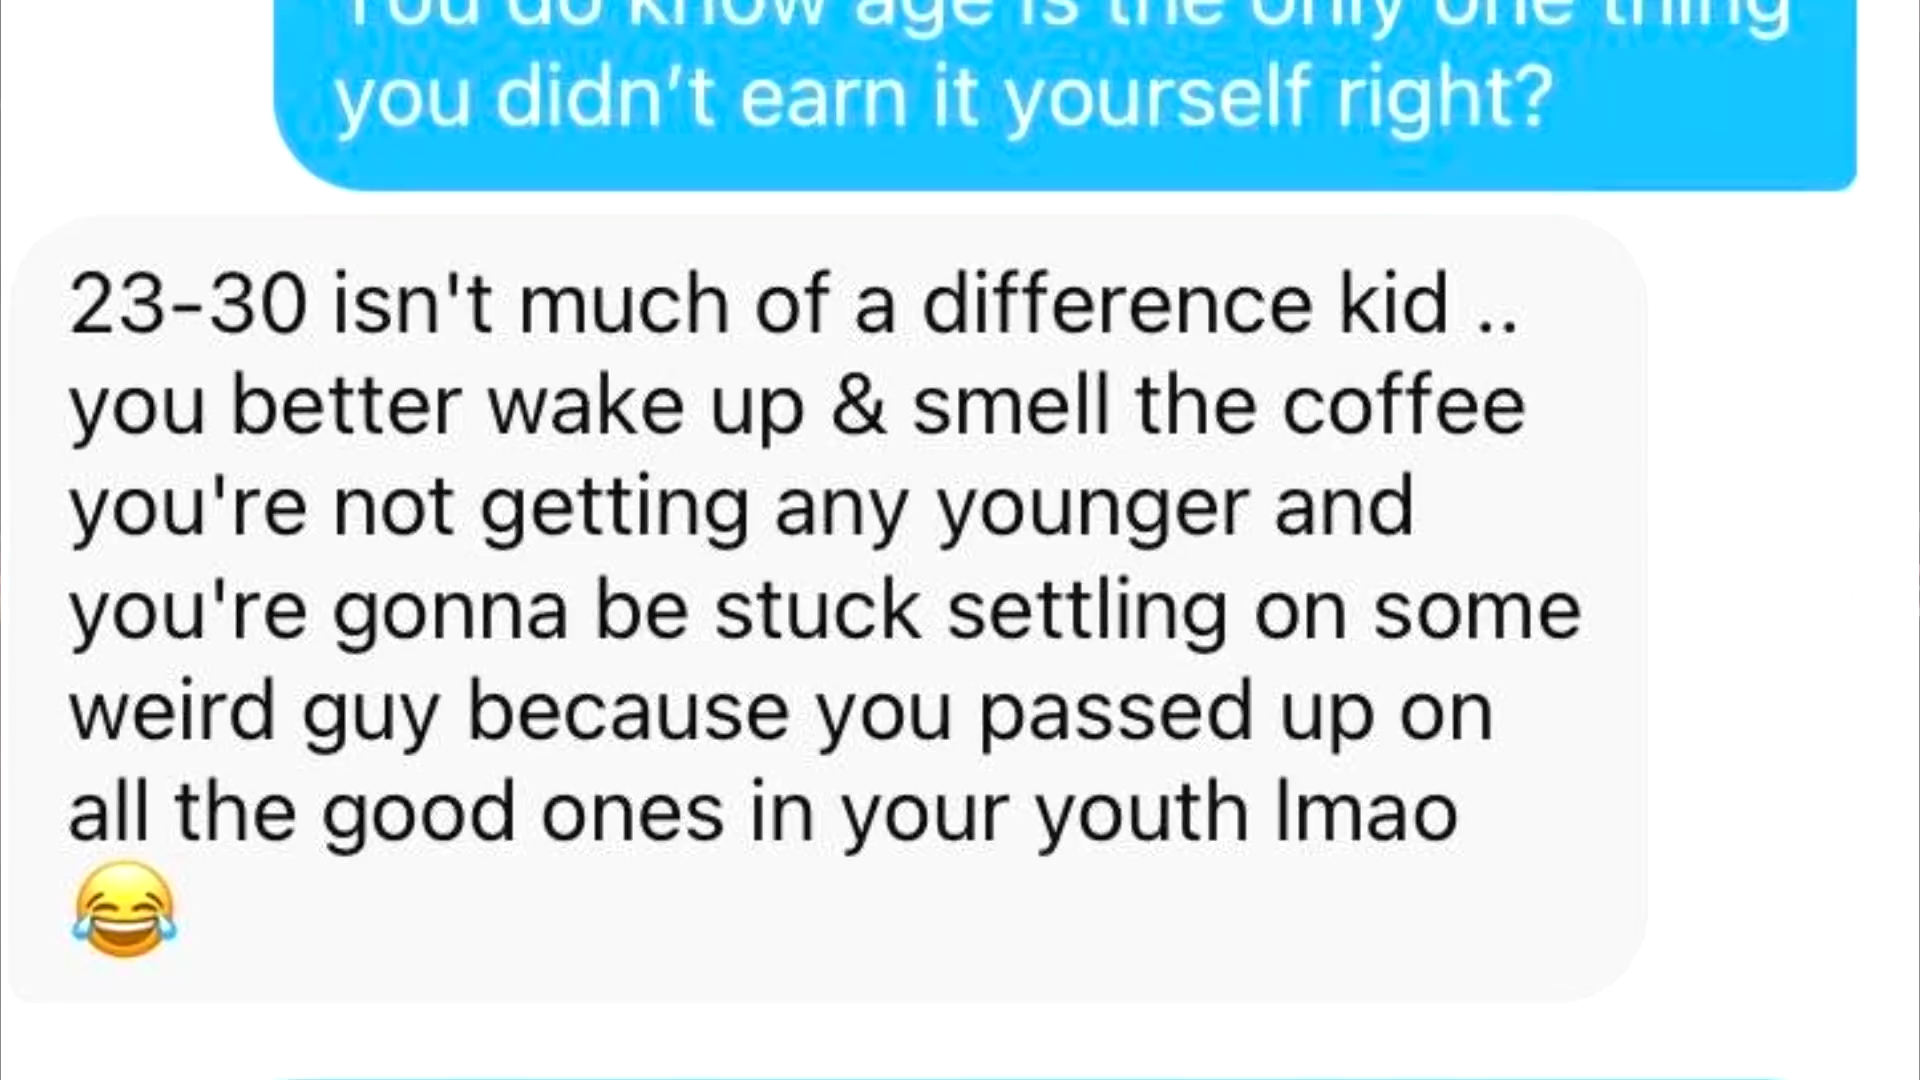 You do know age is the only one thing
you didn’t earn it yourself right?
23-30 isn't much of a difference kid ..
you better wake up & smell the coffee
you're not getting any younger and
you're gonna be stuck settling on some
weird guy because you passed up on
all the good ones in your youth lmao
😂